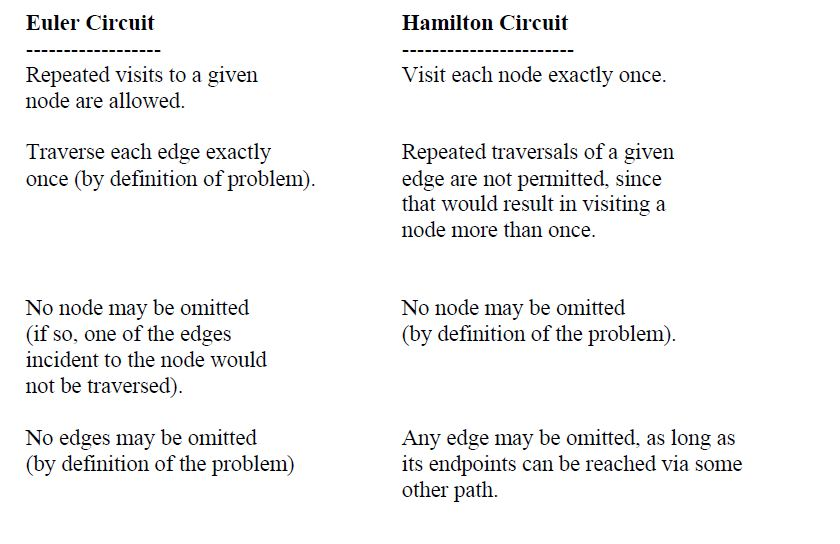 Euler Circuit
------------------
Repeated visits to a given
node are allowed.
Traverse each edge exactly
once (by definition of problem).
No node may be omitted
(if so, one of the edges
incident to the node would
not be traversed).
No edges may be omitted
(by definition of the problem)
Hamilton Circuit
-----------------------
Visit each node exactly once.
Repeated traversals of a given
edge are not permitted, since
that would result in visiting a
node more than once.
No node may be omitted
(by definition of the problem).
Any edge may be omitted, as long as
its endpoints can be reached via some
other path.